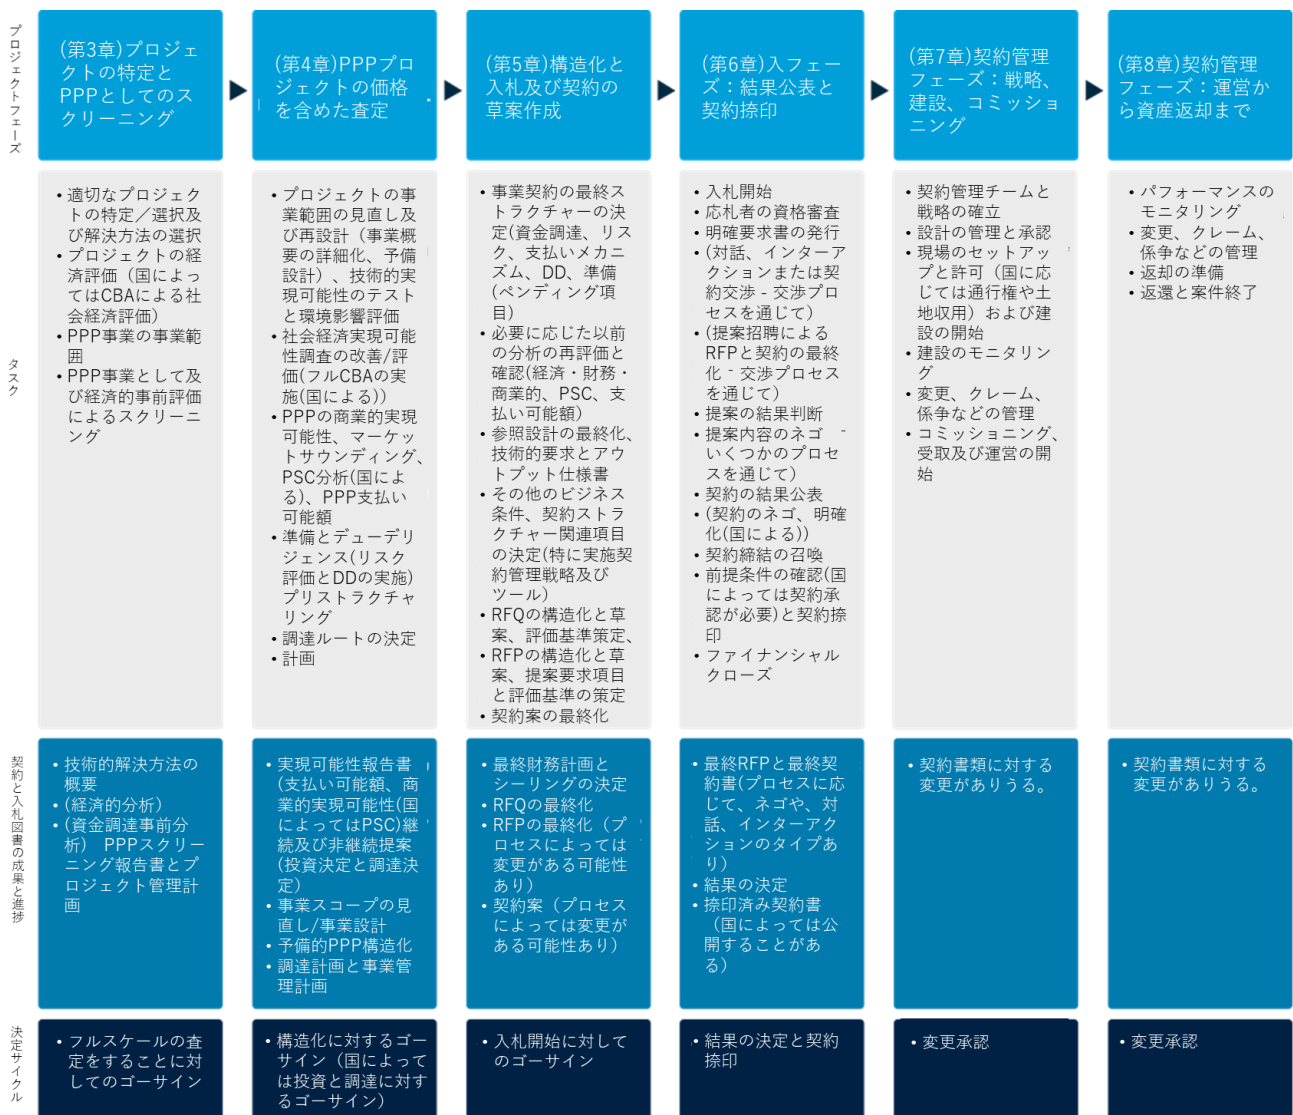 プロジェクトフェーズ
(第3章)プロジェ
クトの特定と
PPPとしてのス
クリーニング
(第4章)PPPプロ
ジェクトの価格
を含めた査定
(第5章)構造化と
入札及び契約の
草案作成
(第6章)入フェー
ズ：結果公表と
契約捺印
(第7章)契約管理
フェーズ：戦略、
建設、コミッショ
ニング
(第8章)契約管理
フェーズ：運営か
ら資産返却まで
タスク
• 適切なプロジェク
トの特定／選択及
び解決方法の選択
• プロジェクトの経
済評価（国によっ
てはCBAによる社
会経済評価）
• PPP事業の事業範
囲
• PPP事業として及
び経済的事前評価
によるスクリーニ
ング
• プロジェクトの事
業範囲の見直し及
び再設計（事業概
要の詳細化、予備
設計）、技術的実
現可能性のテスト
と環境影響評価
• 社会経済実現可能
性調査の改善/評
価(フルCBAの実
施(国による))
• PPPの商業的実現
可能性、マーケッ
トサウンディング、
PSC分析(国によ
る)、PPP支払い
可能額
• 準備とデューデリ
ジェンス(リスク
評価とDDの実施)
プリストラクチャ
リング
• 調達ルートの決定
• 計画
• 事業契約の最終ス
トラクチャーの決
定(資金調達、リス
ク、支払いメカニ
ズム、DD、準備
(ペンディング項
目)
• 必要に応じた以前
の分析の再評価と
確認(経済・財務・
商業的、PSC、支
払い可能額)
• 参照設計の最終化、
技術的要求とアウ
トプット仕様書
• その他のビジネス
条件、契約ストラ
クチャー関連項目
の決定(特に実施契
約管理戦略及び
ツール)
• RFQの構造化と草
案、評価基準策定、
• RFPの構造化と草
案、提案要求項目
と評価基準の策定
• 契約案の最終化
• 入札開始
• 応札者の資格審査
• 明確要求書の発行
• (対話、インターア
クションまたは契
約交渉 - 交渉プロ
セスを通じて)
• (提案招聘による
RFPと契約の最終
化 - 交渉プロセス
を通じて)
• 提案の結果判断
• 提案内容のネゴ -
いくつかのプロセ
スを通じて)
• 契約の結果公表
• (契約のネゴ、明確
化(国による))
• 契約締結の召喚
• 前提条件の確認(国
によっては契約承
認が必要)と契約捺
印
• ファイナンシャル
クローズ
• 契約管理チームと
戦略の確立
• 設計の管理と承認
• 現場のセットアッ
プと許可（国に応
じては通行権や土
地収用）および建
設の開始
• 建設のモニタリン
グ
• 変更、クレーム、
係争などの管理
• コミッショニング、
受取及び運営の開
始
• パフォーマンスの
モニタリング
• 変更、クレーム、
係争などの管理
• 返却の準備
• 返還と案件終了
契約と入札図書の成果と進捗
• 技術的解決方法の
概要
• (経済的分析)
• (資金調達事前分
析)　PPPスクリー
ニング報告書とプ
ロジェクト管理計
画
• 実現可能性報告書
(支払い可能額、商
業的実現可能性(国
によってはPSC)継
続及び非継続提案
(投資決定と調達決
定)
• 事業スコープの見
直し/事業設計
• 予備的PPP構造化
• 調達計画と事業管
理計画
• 最終財務計画と
シーリングの決定
• RFQの最終化
• RFPの最終化（プ
ロセスによっては
変更がある可能性
あり）
• 契約案（プロセス
によっては変更が
ある可能性あり）
• 最終RFPと最終契
約書(プロセスに応
じて、ネゴや、対
話、インターアク
ションのタイプあ
り)
• 結果の決定
• 捺印済み契約書
（国によっては公
開することがあ
る）
• 契約書類に対する
変更がありうる。
• 契約書類に対する
変更がありうる。
決定サイクル
• フルスケールの査
定をすることに対
してのゴーサイン
• 構造化に対するゴー
サイン（国によって
は投資と調達に対す
るゴーサイン）
• 入札開始に対して
のゴーサイン
• 結果の決定と契約
捺印
• 変更承認
• 変更承認